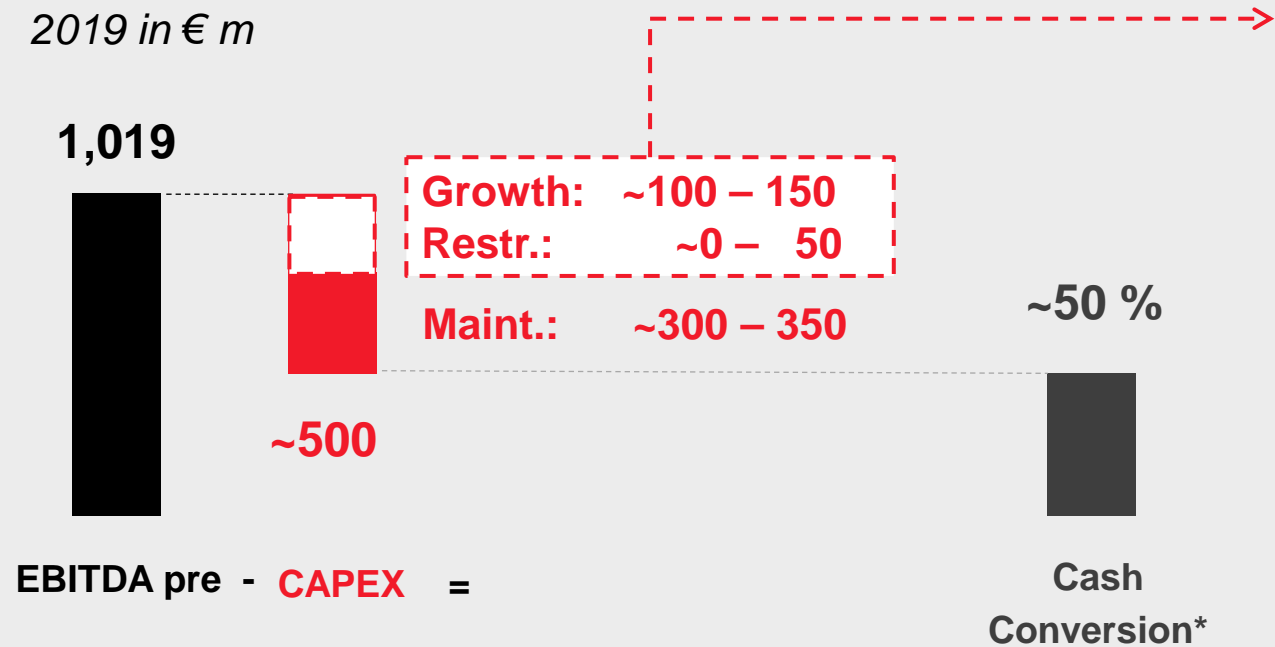 2019 in € m
1,019
Growth: ~100 – 150
Restr.: ~0 – 50
Maint.: ~300 – 350
~50 %
~500
EBITDA pre - CAPEX =
Cash
Conversion*